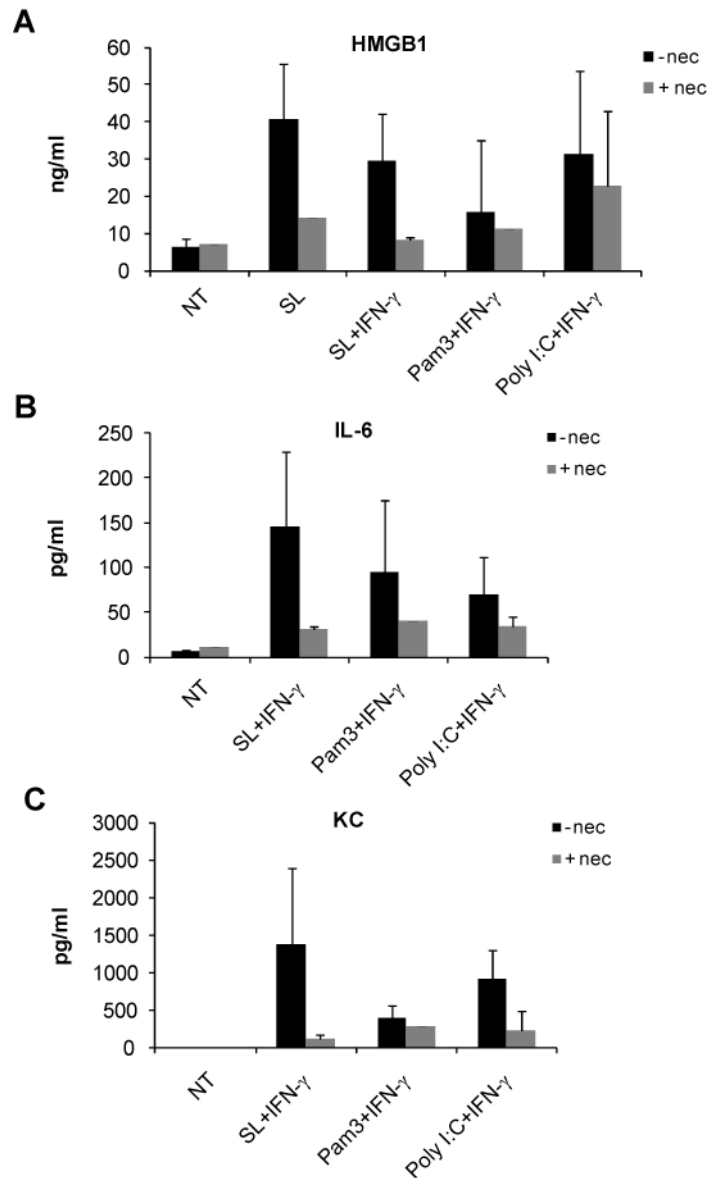 A
HMGB1
60
50
40
30
20
10
0
ng/ml
-nec
+ nec
NT
SL
SL+IFN-γ
Pam3+IFN-γ
Poly I:C+IFN-γ
B
IL-6
250
200
150
100
50
0
pg/ml
-nec
+ nec
NT
SL+IFN-γ
Pam3+IFN-γ
Poly I:C+IFN-γ
C
KC
3000
2500
2000
1500
1000
500
0
pg/ml
-nec
+ nec
NT
SL+IFN-γ
Pam3+IFN-γ
Poly I:C+IFN-γ